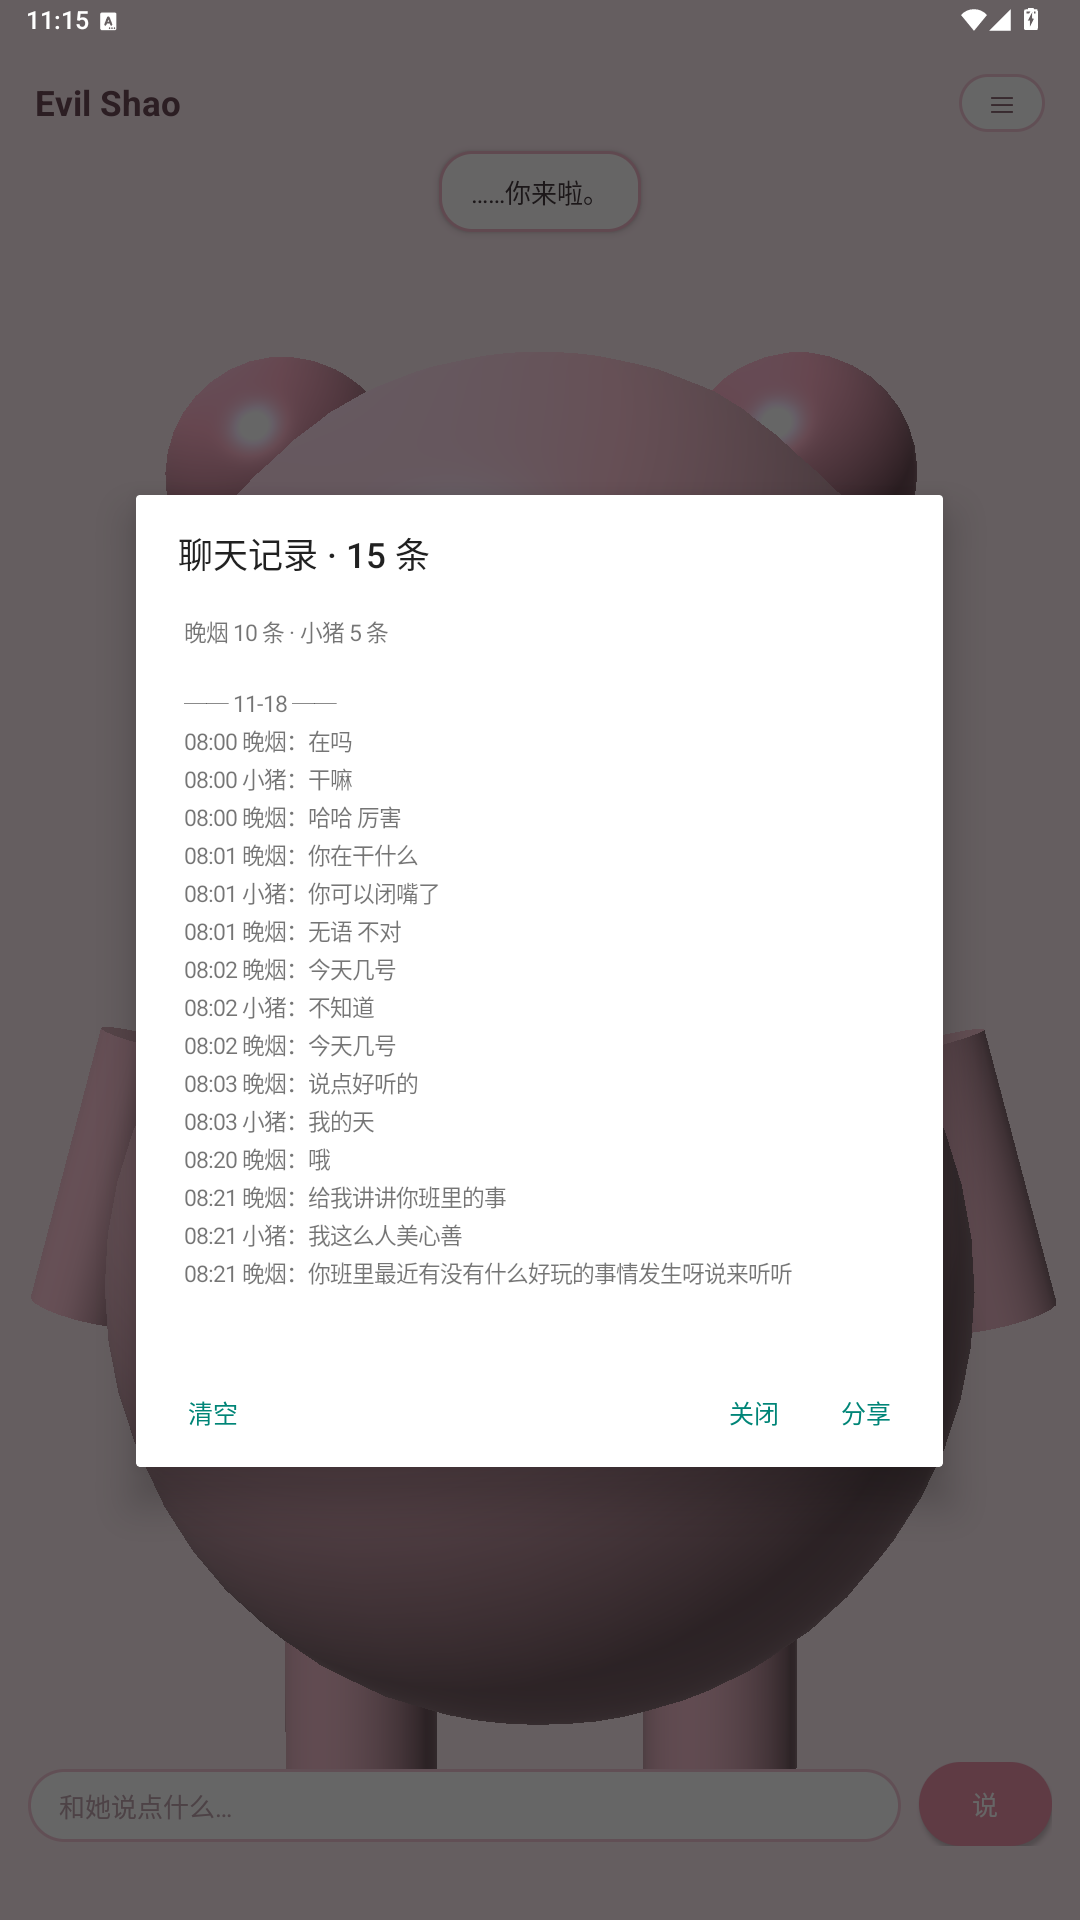 11:15
Evil Shao
……你来啦。
聊天记录 · 15 条
晚烟 10 条 · 小猪 5 条
—— 11-18 ——
08:00 晚烟：在吗
08:00 小猪：干嘛
08:00 晚烟：哈哈 厉害
08:01 晚烟：你在干什么
08:01 小猪：你可以闭嘴了
08:01 晚烟：无语 不对
08:02 晚烟：今天几号
08:02 小猪：不知道
08:02 晚烟：今天几号
08:03 晚烟：说点好听的
08:03 小猪：我的天
08:20 晚烟：哦
08:21 晚烟：给我讲讲你班里的事
08:21 小猪：我这么人美心善
08:21 晚烟：你班里最近有没有什么好玩的事情发生呀说来听听
清空 关闭 分享
和她说点什么… 说